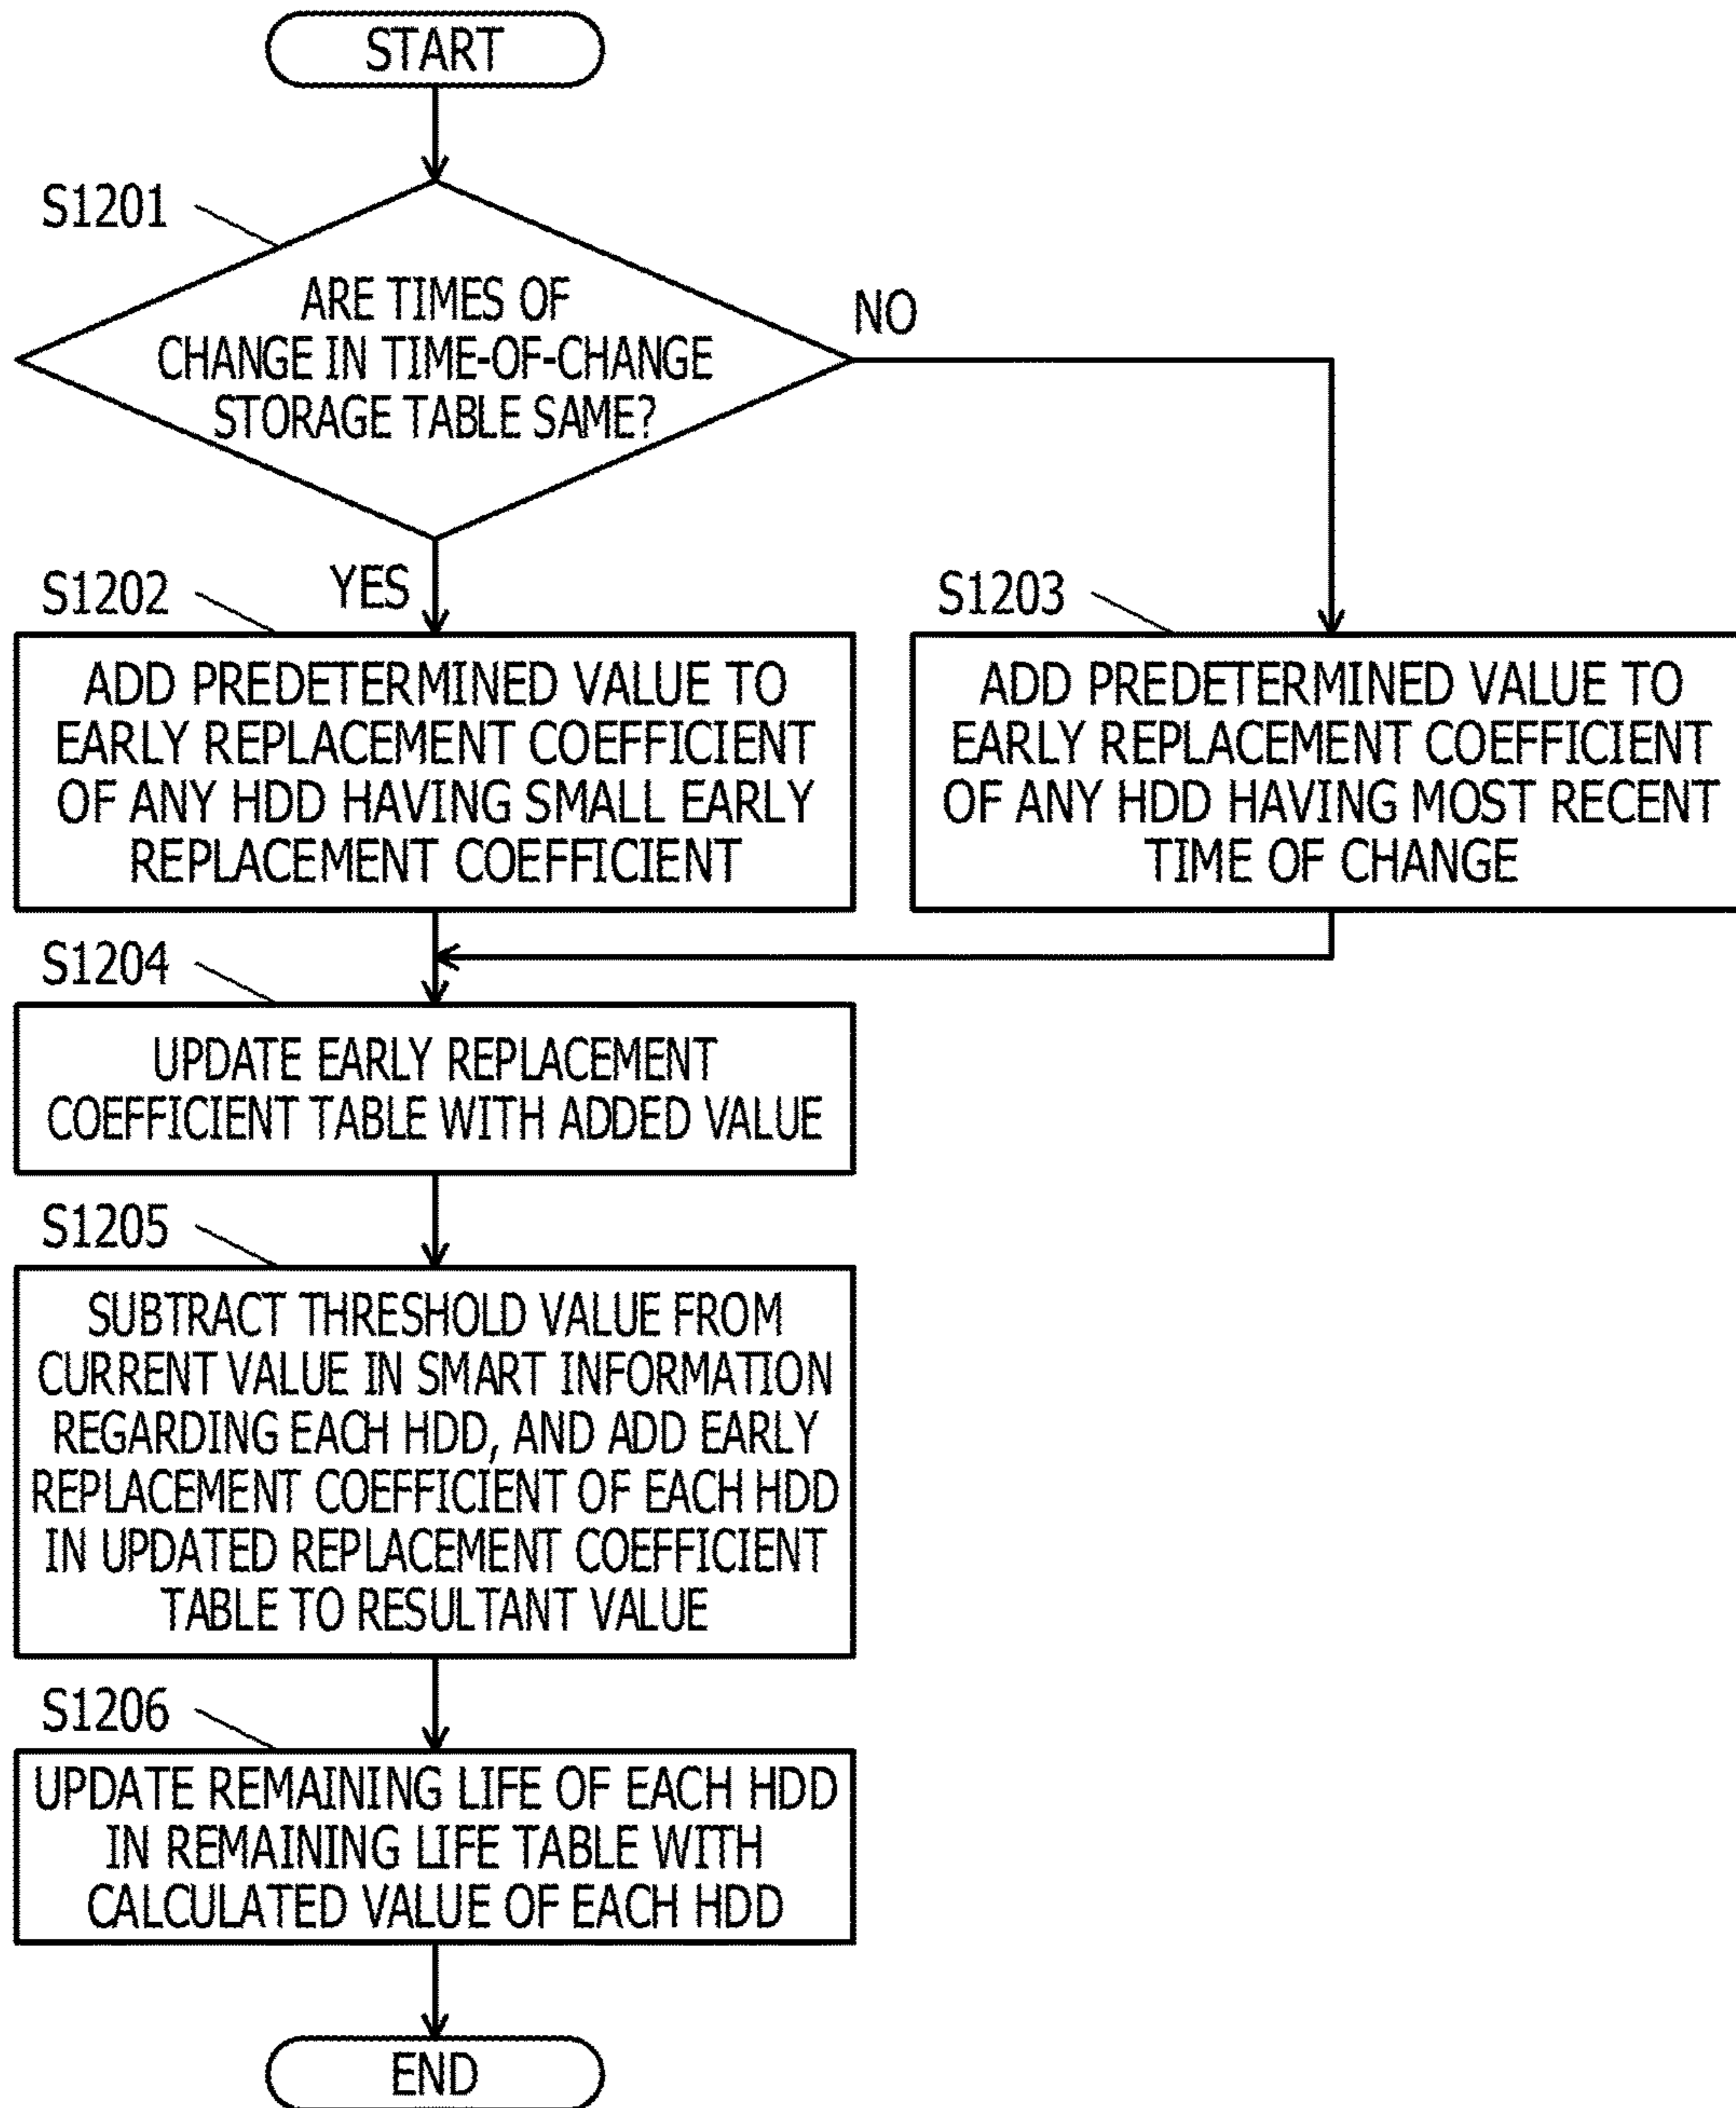 START
S1201
ARE TIMES OF
CHANGE IN TIME-OF-CHANGE
STORAGE TABLE SAME?
NO
YES
S1202
ADD PREDETERMINED VALUE TO
EARLY REPLACEMENT COEFFICIENT
OF ANY HDD HAVING SMALL EARLY
REPLACEMENT COEFFICIENT
S1203
ADD PREDETERMINED VALUE TO
EARLY REPLACEMENT COEFFICIENT
OF ANY HDD HAVING MOST RECENT
TIME OF CHANGE
S1204
UPDATE EARLY REPLACEMENT
COEFFICIENT TABLE WITH ADDED VALUE
S1205
SUBTRACT THRESHOLD VALUE FROM
CURRENT VALUE IN SMART INFORMATION
REGARDING EACH HDD, AND ADD EARLY
REPLACEMENT COEFFICIENT OF EACH HDD
IN UPDATED REPLACEMENT COEFFICIENT
TABLE TO RESULTANT VALUE
S1206
UPDATE REMAINING LIFE OF EACH HDD
IN REMAINING LIFE TABLE WITH
CALCULATED VALUE OF EACH HDD
END